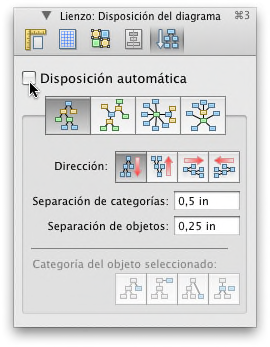 Lienzo: Disposición del diagrama ⌘3
Disposición automática
Dirección:
Separación de categorías: 0,5 in
Separación de objetos: 0,25 in
Categoría del objeto seleccionado: